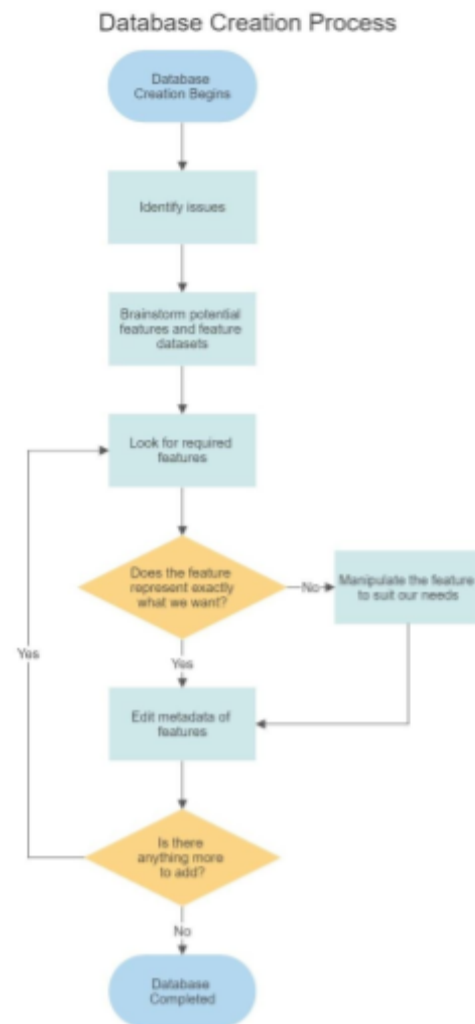 Database Creation Process
Database
Creation Begins
Identify issues
Brainstorm potential
features and feature
datasets
Look for required
features
Does the feature
represent exactly
what we want?
No
Manipulate the feature
to suit our needs
Yes
Yes
Edit metadata of
features
Is there
anything more
to add?
No
Database
Completed